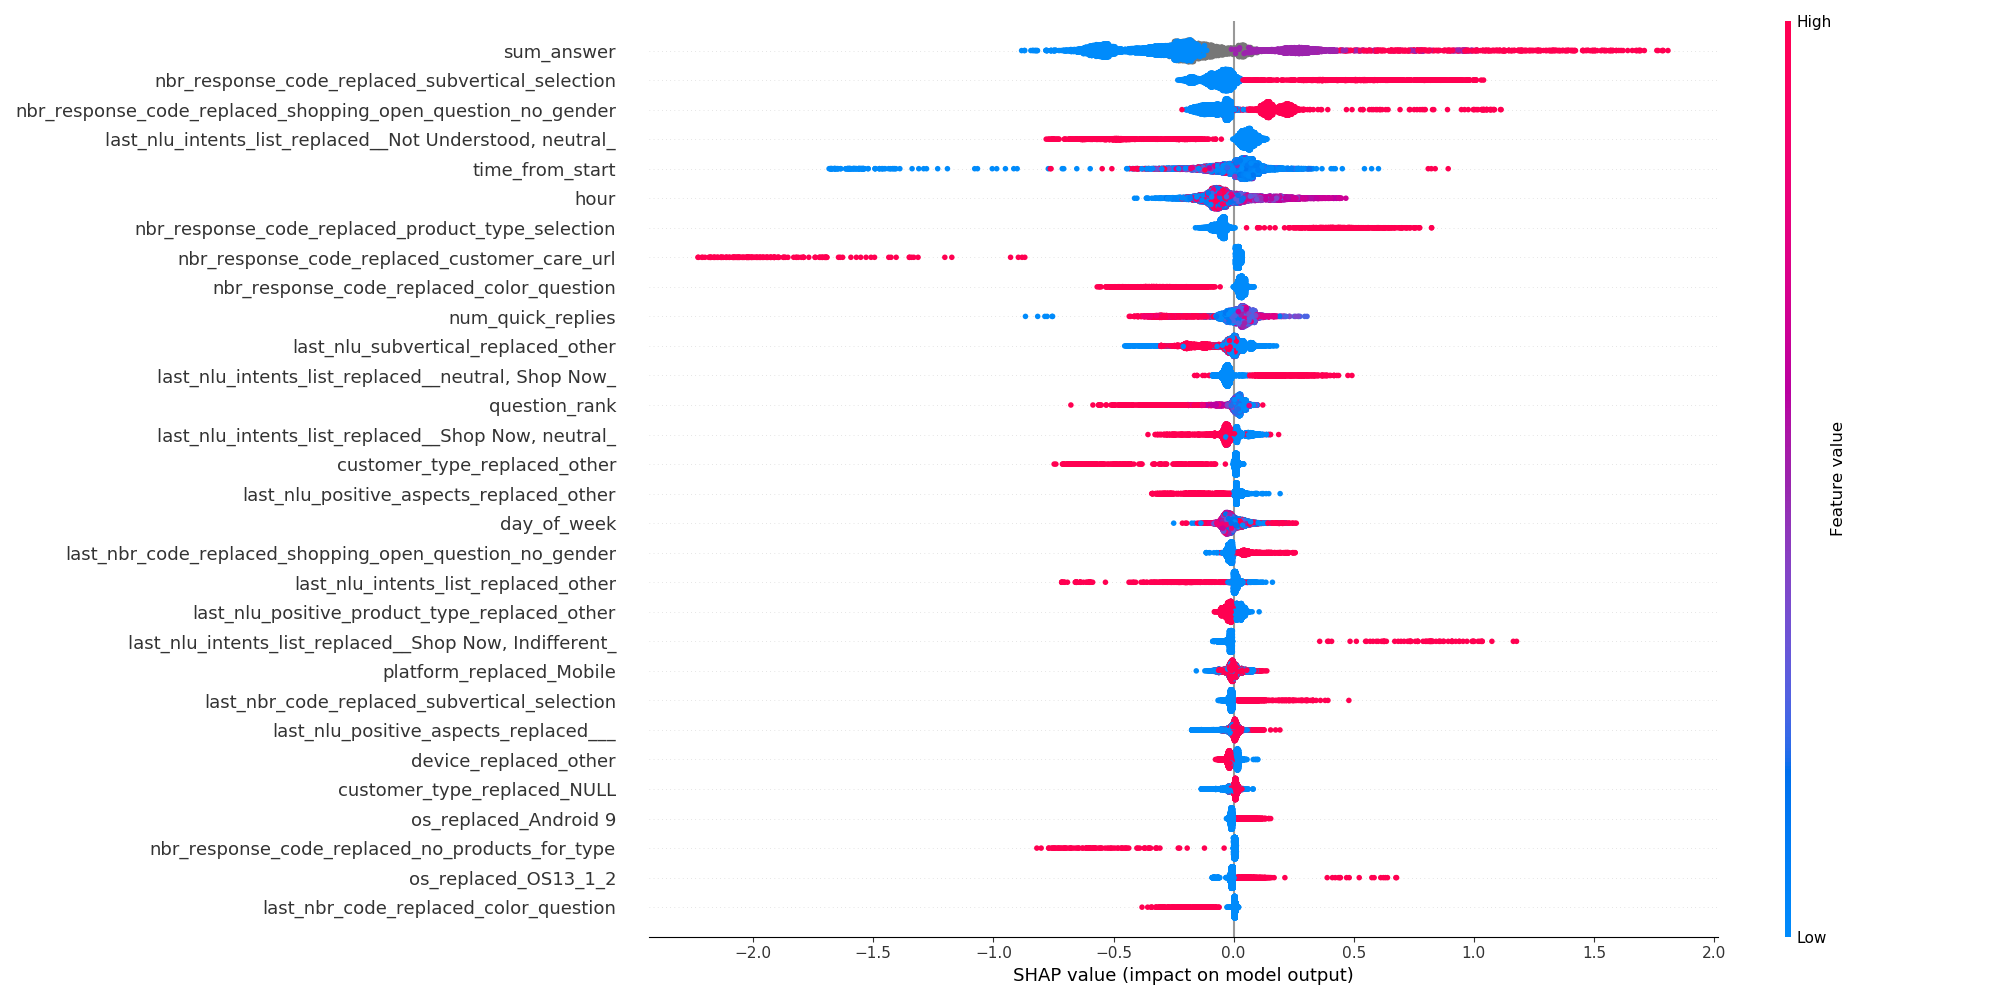 High
sum_answer
nbr_response_code_replaced_subvertical_selection
nbr_response_code_replaced_shopping_open_question_no_gender
last_nlu_intents_list_replaced__Not Understood, neutral_
time_from_start
hour
nbr_response_code_replaced_product_type_selection
nbr_response_code_replaced_customer_care_url
nbr_response_code_replaced_color_question
num_quick_replies
last_nlu_subvertical_replaced_other
last_nlu_intents_list_replaced__neutral, Shop Now_
question_rank
last_nlu_intents_list_replaced__Shop Now, neutral_
customer_type_replaced_other
last_nlu_positive_aspects_replaced_other
day_of_week
last_nbr_code_replaced_shopping_open_question_no_gender
last_nlu_intents_list_replaced_other
last_nlu_positive_product_type_replaced_other
last_nlu_intents_list_replaced__Shop Now, Indifferent_
platform_replaced_Mobile
last_nbr_code_replaced_subvertical_selection
last_nlu_positive_aspects_replaced___
device_replaced_other
customer_type_replaced_NULL
os_replaced_Android 9
nbr_response_code_replaced_no_products_for_type
os_replaced_OS13_1_2
last_nbr_code_replaced_color_question
Feature value
Low
−2.0 −1.5 −1.0 −0.5 0.0 0.5 1.0 1.5 2.0
SHAP value (impact on model output)